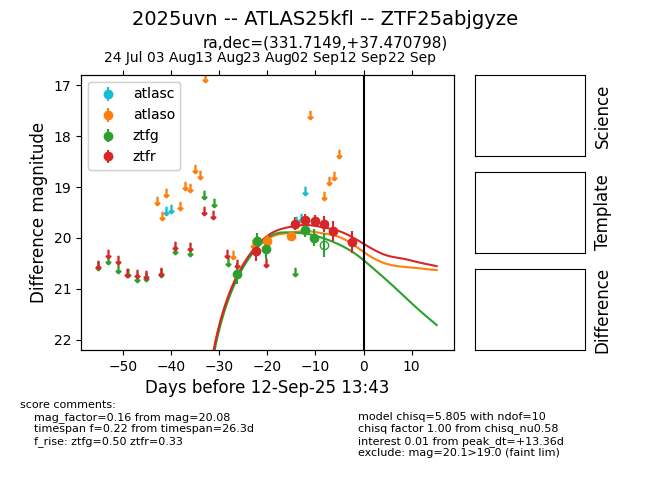 2025uvn -- ATLAS25kfl -- ZTF25abjgyze
ra,dec=(331.7149,+37.470798)
24 Jul 03 Aug 13 Aug 23 Aug 02 Sep 12 Sep 22 Sep
atlasc
atlaso
ztfg
ztfr
17
18
19
20
21
22
Difference magnitude
−50 −40 −30 −20 −10 0 10
Days before 12-Sep-25 13:43
Science
Template
Difference
score comments:
mag_factor=0.16 from mag=20.08
timespan f=0.22 from timespan=26.3d
f_rise: ztfg=0.50 ztfr=0.33
model chisq=5.805 with ndof=10
chisq factor 1.00 from chisq_nu0.58
interest 0.01 from peak_dt=+13.36d
exclude: mag=20.1>19.0 (faint lim)